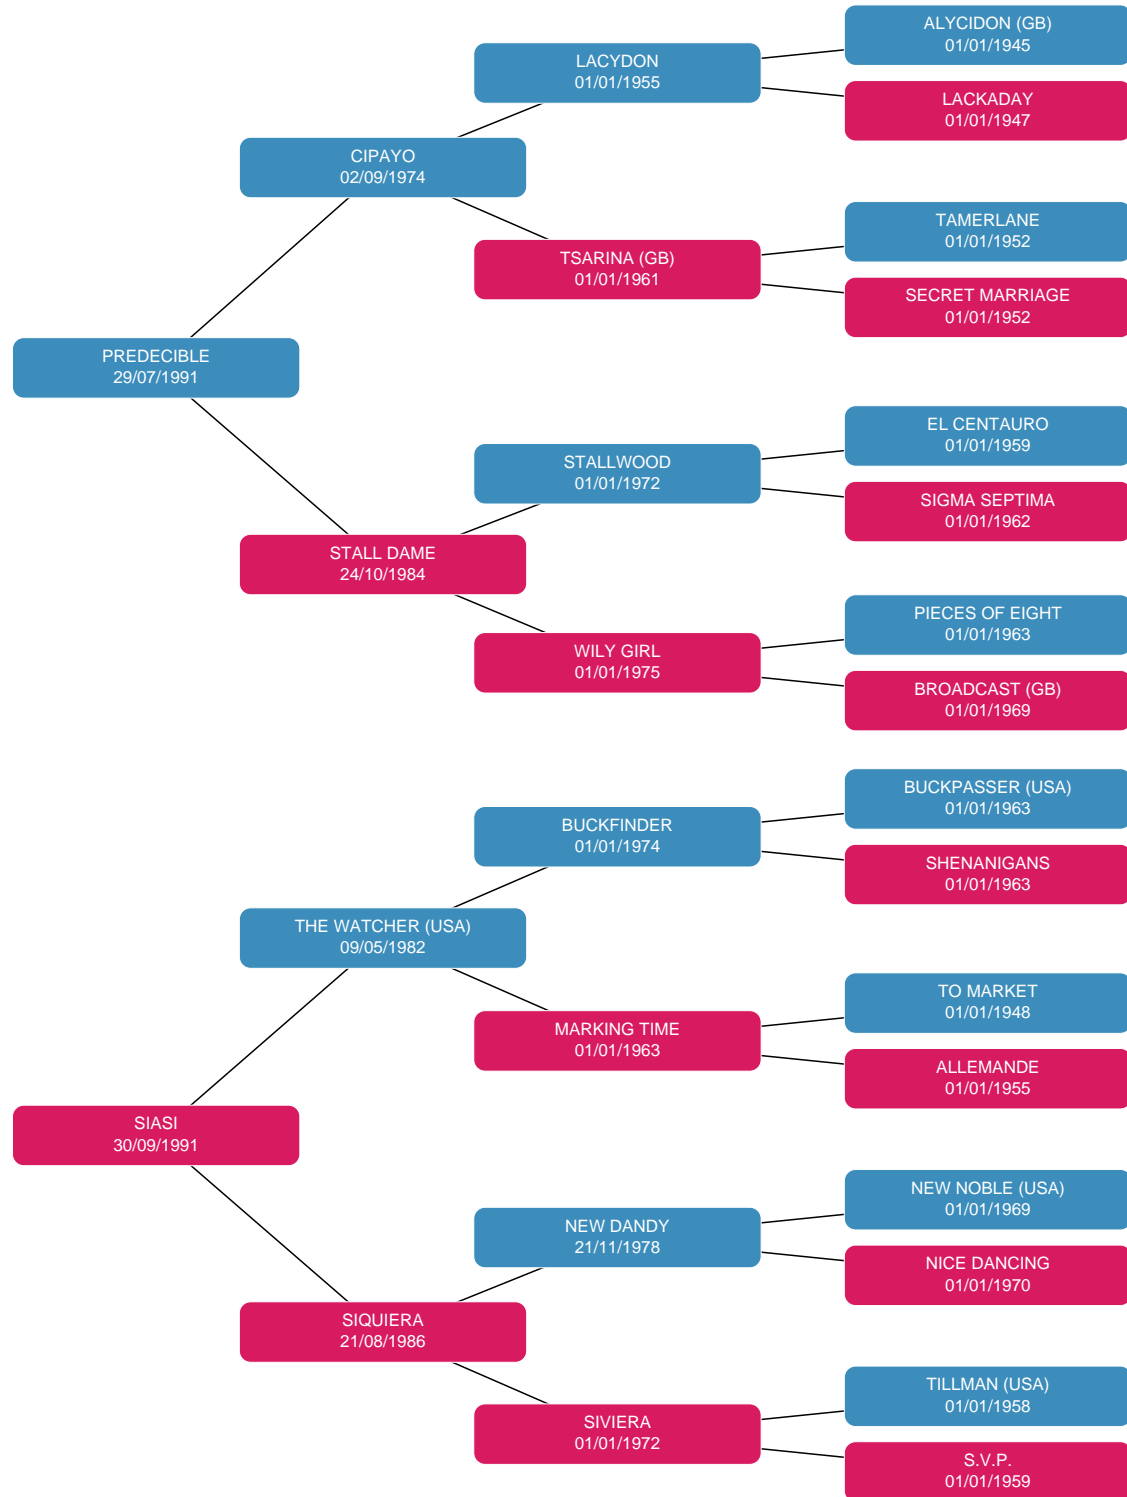 ALYCIDON (GB)
01/01/1945
LACYDON
01/01/1955
LACKADAY
01/01/1947
CIPAYO
02/09/1974
TAMERLANE
01/01/1952
TSARINA (GB)
01/01/1961
SECRET MARRIAGE
01/01/1952
PREDECIBLE
29/07/1991
EL CENTAURO
01/01/1959
STALLWOOD
01/01/1972
SIGMA SEPTIMA
01/01/1962
STALL DAME
24/10/1984
PIECES OF EIGHT
01/01/1963
WILY GIRL
01/01/1975
BROADCAST (GB)
01/01/1969
BUCKPASSER (USA)
01/01/1963
BUCKFINDER
01/01/1974
SHENANIGANS
01/01/1963
THE WATCHER (USA)
09/05/1982
TO MARKET
01/01/1948
MARKING TIME
01/01/1963
ALLEMANDE
01/01/1955
SIASI
30/09/1991
NEW NOBLE (USA)
01/01/1969
NEW DANDY
21/11/1978
NICE DANCING
01/01/1970
SIQUIERA
21/08/1986
TILLMAN (USA)
01/01/1958
SIVIERA
01/01/1972
S.V.P.
01/01/1959